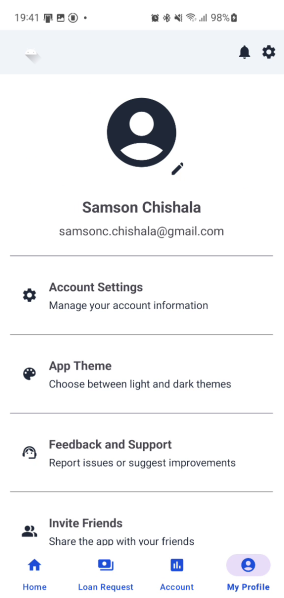 19:41
98%
Samson Chishala
samsonc.chishala@gmail.com
Account Settings
Manage your account information
App Theme
Choose between light and dark themes
Feedback and Support
Report issues or suggest improvements
Invite Friends
Share the app with your friends
Home
Loan Request
Account
My Profile